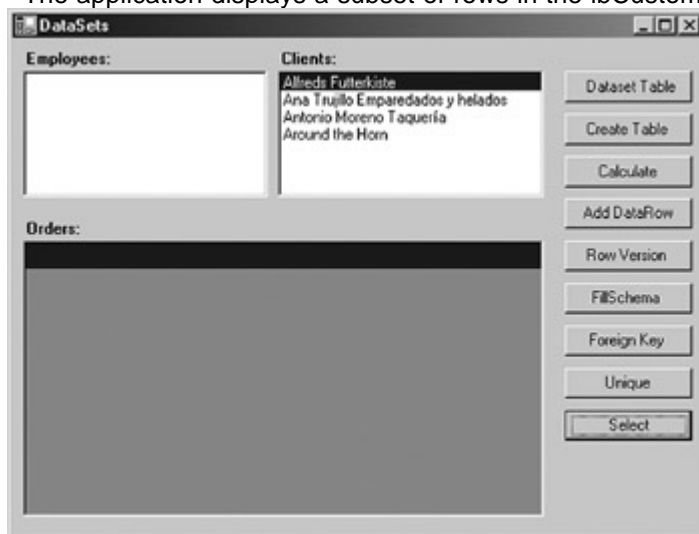 The application displays a subset of rows in the lbCustom
DataSets
Employees:
Clients:
Alfreds Futterkiste
Ana Trujillo Emparedados y helados
Antonio Moreno Taquería
Around the Horn
Dataset Table
Create Table
Calculate
Add DataRow
Orders:
Row Version
FillSchema
Foreign Key
Unique
Select